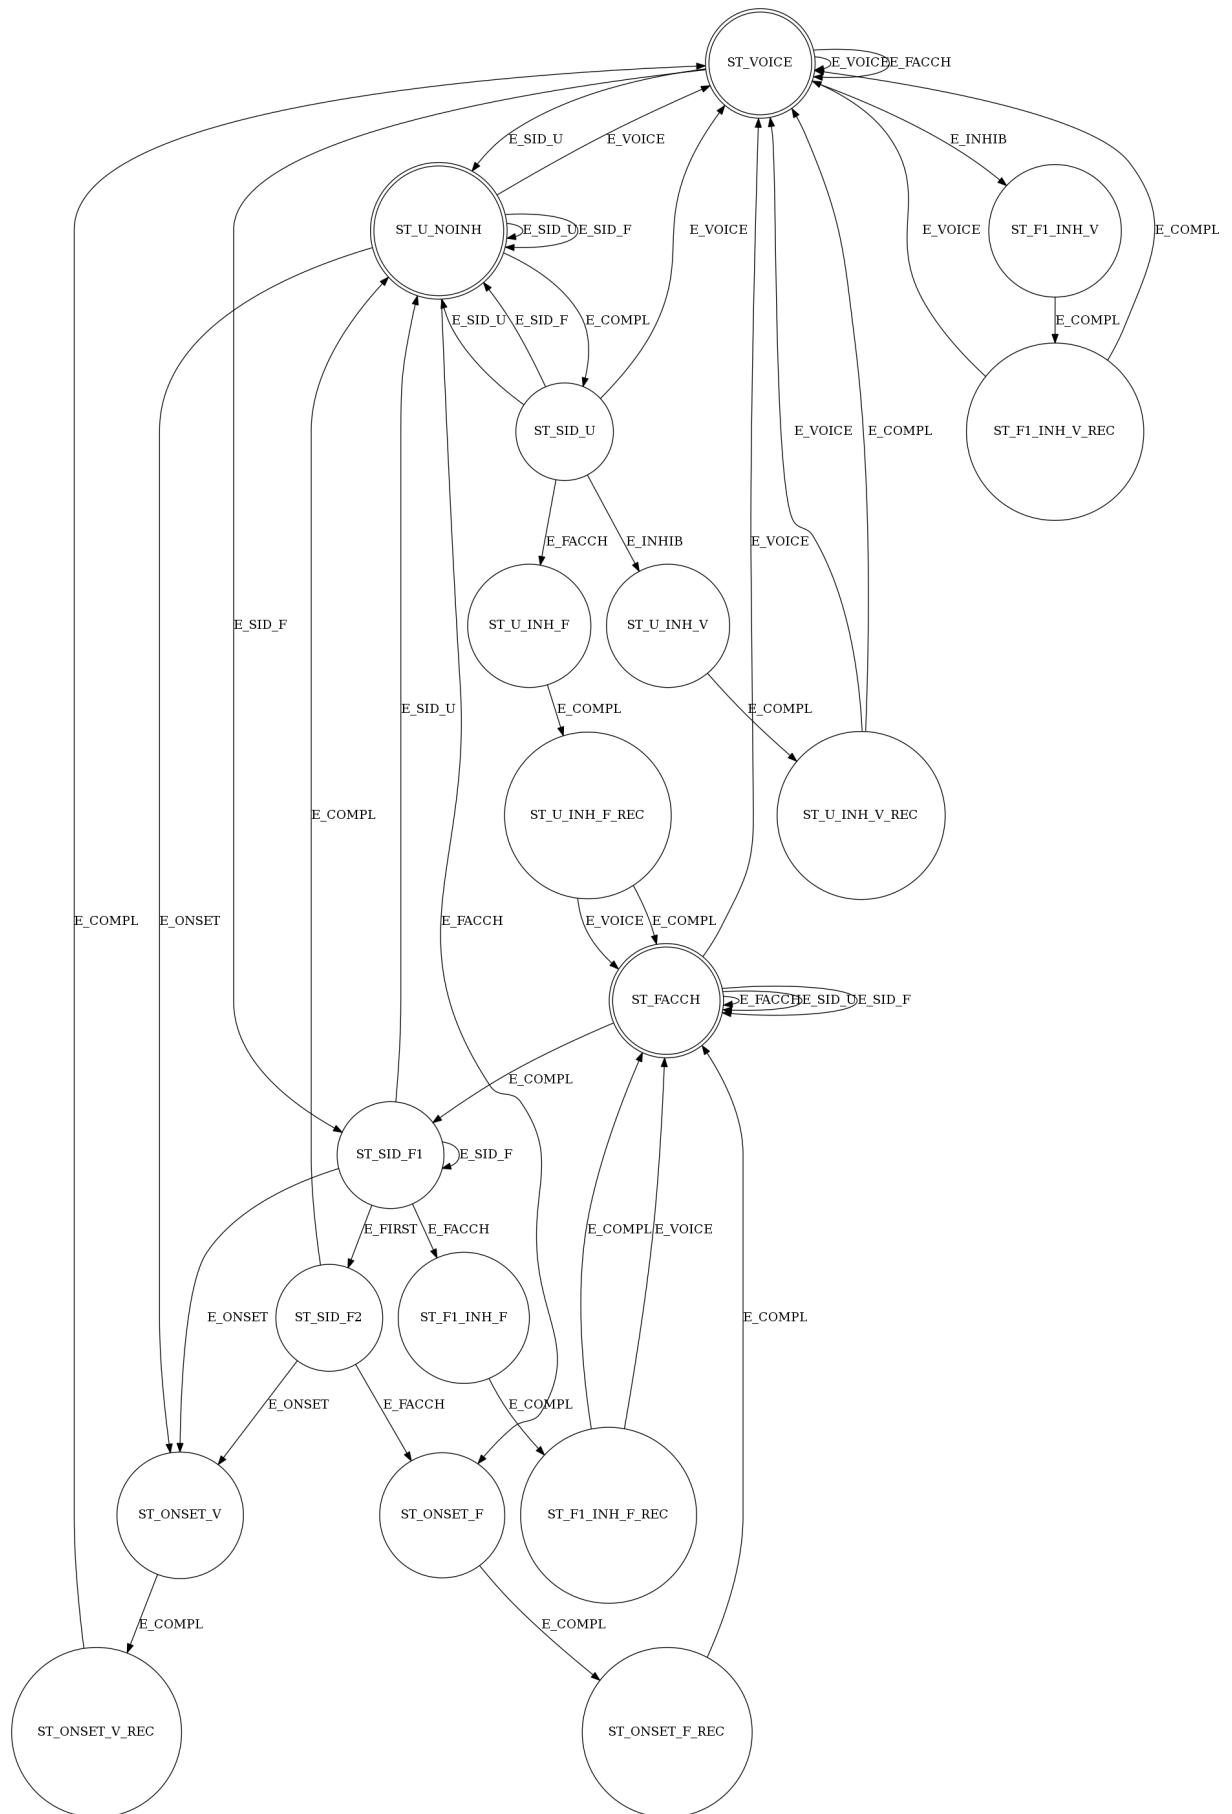 ST_VOICE
E_VOICE
E_FACCH
E_SID_U
E_VOICE
E_INHIB
ST_U_NOINH
E_SID_U
E_SID_F
E_VOICE
ST_F1_INH_V
E_VOICE
E_COMPL
E_SID_U
E_SID_F
E_COMPL
E_COMPL
ST_SID_U
E_VOICE
E_COMPL
ST_F1_INH_V_REC
E_FACCH
E_INHIB
E_VOICE
E_SID_F
ST_U_INH_F
ST_U_INH_V
E_SID_U
E_COMPL
E_COMPL
E_COMPL
ST_U_INH_F_REC
ST_U_INH_V_REC
E_COMPL
E_ONSET
E_FACCH
E_VOICE
E_COMPL
ST_FACCH
E_FACCH
E_SID_U
E_SID_F
E_COMPL
ST_SID_F1
E_SID_F
E_FIRST
E_FACCH
E_COMPL
E_VOICE
E_ONSET
ST_SID_F2
ST_F1_INH_F
E_COMPL
E_ONSET
E_FACCH
E_COMPL
ST_ONSET_V
ST_ONSET_F
ST_F1_INH_F_REC
E_COMPL
E_COMPL
ST_ONSET_V_REC
ST_ONSET_F_REC